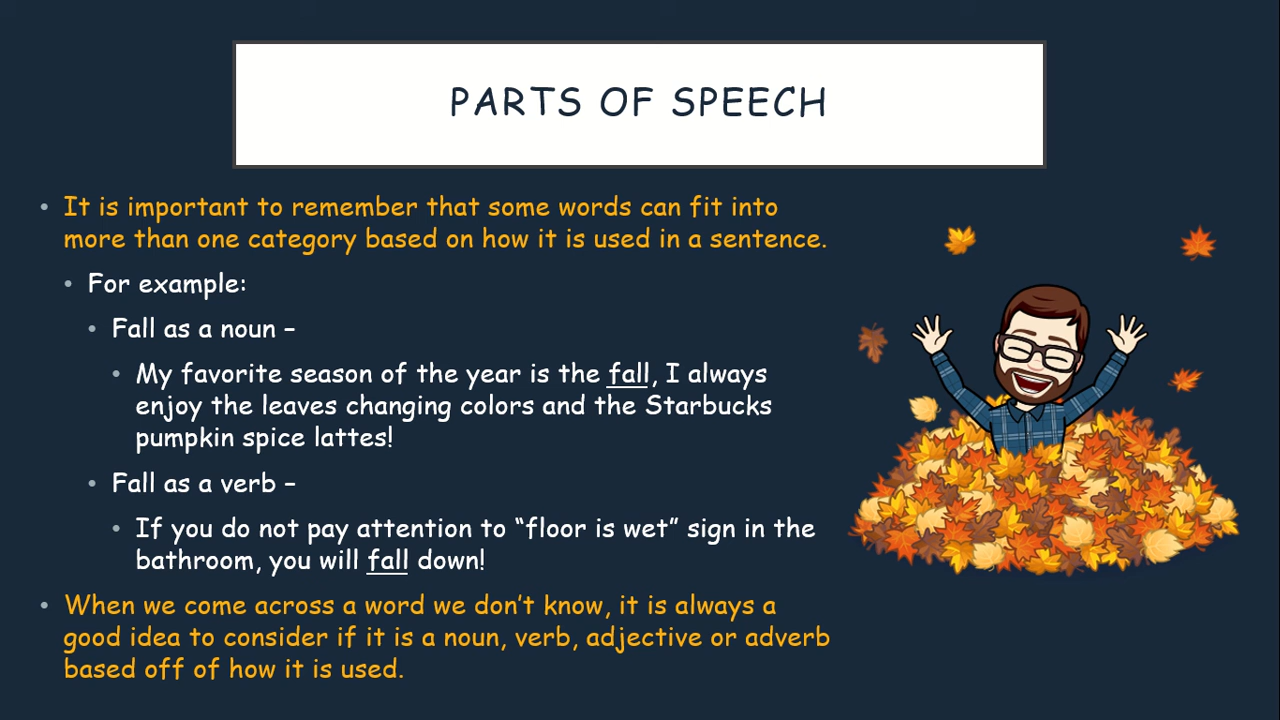 PARTS OF SPEECH
• It is important to remember that some words can fit into
more than one category based on how it is used in a sentence.
• For example:
• Fall as a noun –
• My favorite season of the year is the fall, I always
enjoy the leaves changing colors and the Starbucks
pumpkin spice lattes!
• Fall as a verb –
• If you do not pay attention to “floor is wet” sign in the
bathroom, you will fall down!
• When we come across a word we don’t know, it is always a
good idea to consider if it is a noun, verb, adjective or adverb
based off of how it is used.